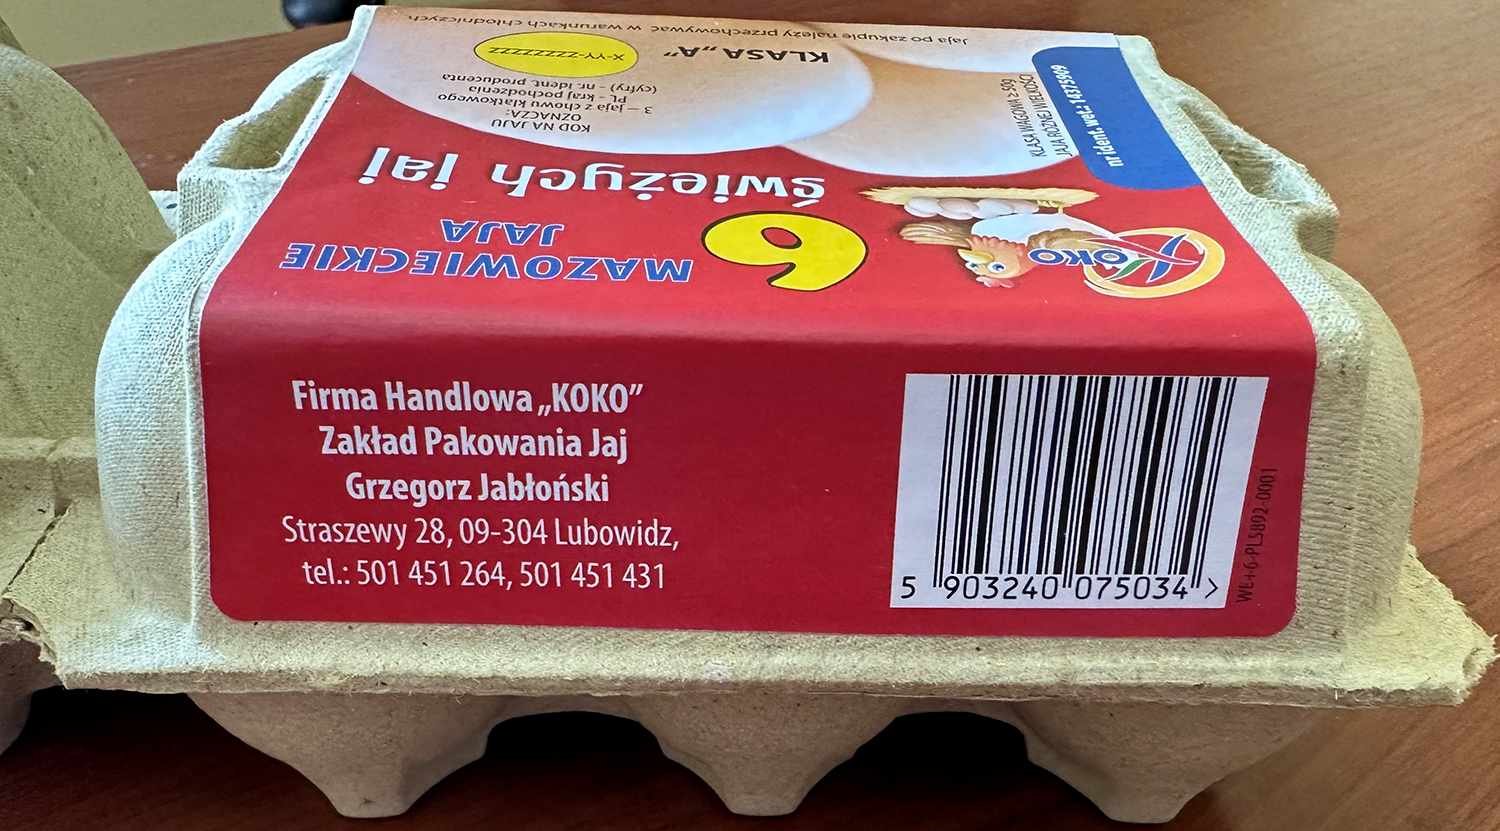 Jaja po zakupie należy przechowywać w warunkach chłodniczych
KLASA „A”
X-YY-ZZZZZZZZ
KOD NA JAJU
OZNACZA:
3 – jaja z chowu klatkowego
PL - kraj pochodzenia
(cyfry) - nr. ident. producenta
KLASA WAGOWA ≥ 50g
JAJA RÓŻNEJ WIELKOŚCI
nr ident. wet.: 14375909
6
świeżych jaj
MAZOWIECKIE
JAJA
KOKO
Firma Handlowa „KOKO”
Zakład Pakowania Jaj
Grzegorz Jabłoński
Straszewy 28, 09-304 Lubowidz,
tel.: 501 451 264, 501 451 431
5 903240 075034 >
WŁ+6-PLS892-0001